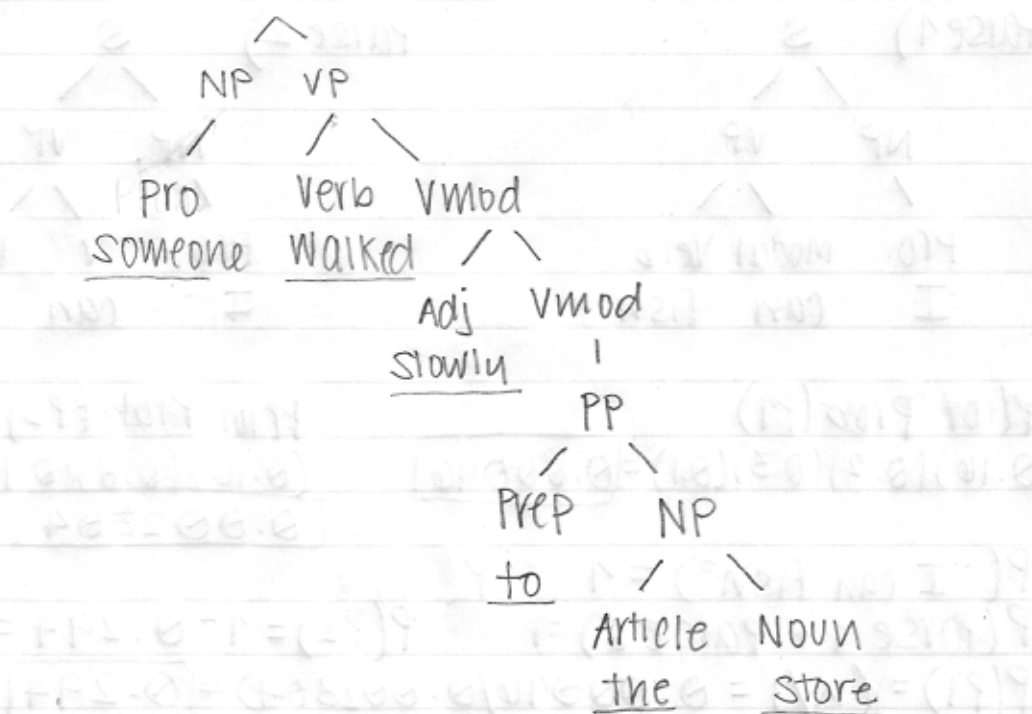 NP VP
Pro Verb Vmod
someone Walked
Adj Vmod
slowly
PP
Prep NP
to
Article Noun
the store